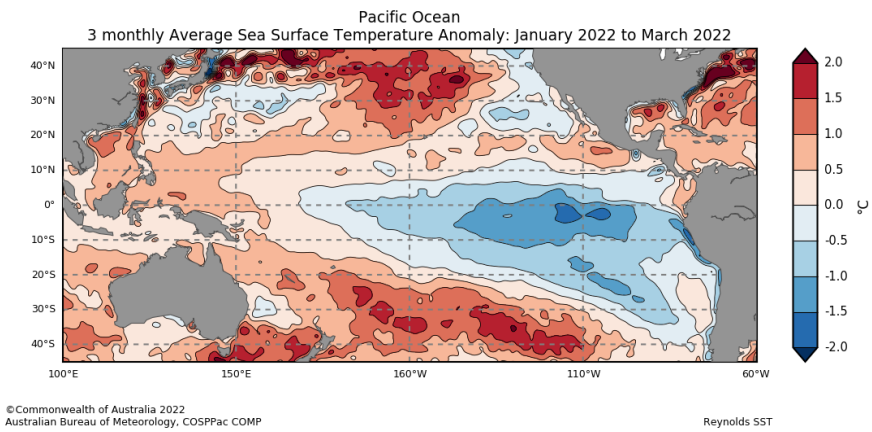 Pacific Ocean
3 monthly Average Sea Surface Temperature Anomaly: January 2022 to March 2022
40°N
30°N
20°N
10°N
0°
10°S
20°S
30°S
40°S
100°E
150°E
160°W
110°W
60°W
2.0
1.5
1.0
0.5
0.0
-0.5
-1.0
-1.5
-2.0
°C
©Commonwealth of Australia 2022
Australian Bureau of Meteorology, COSPPac COMP
Reynolds SST